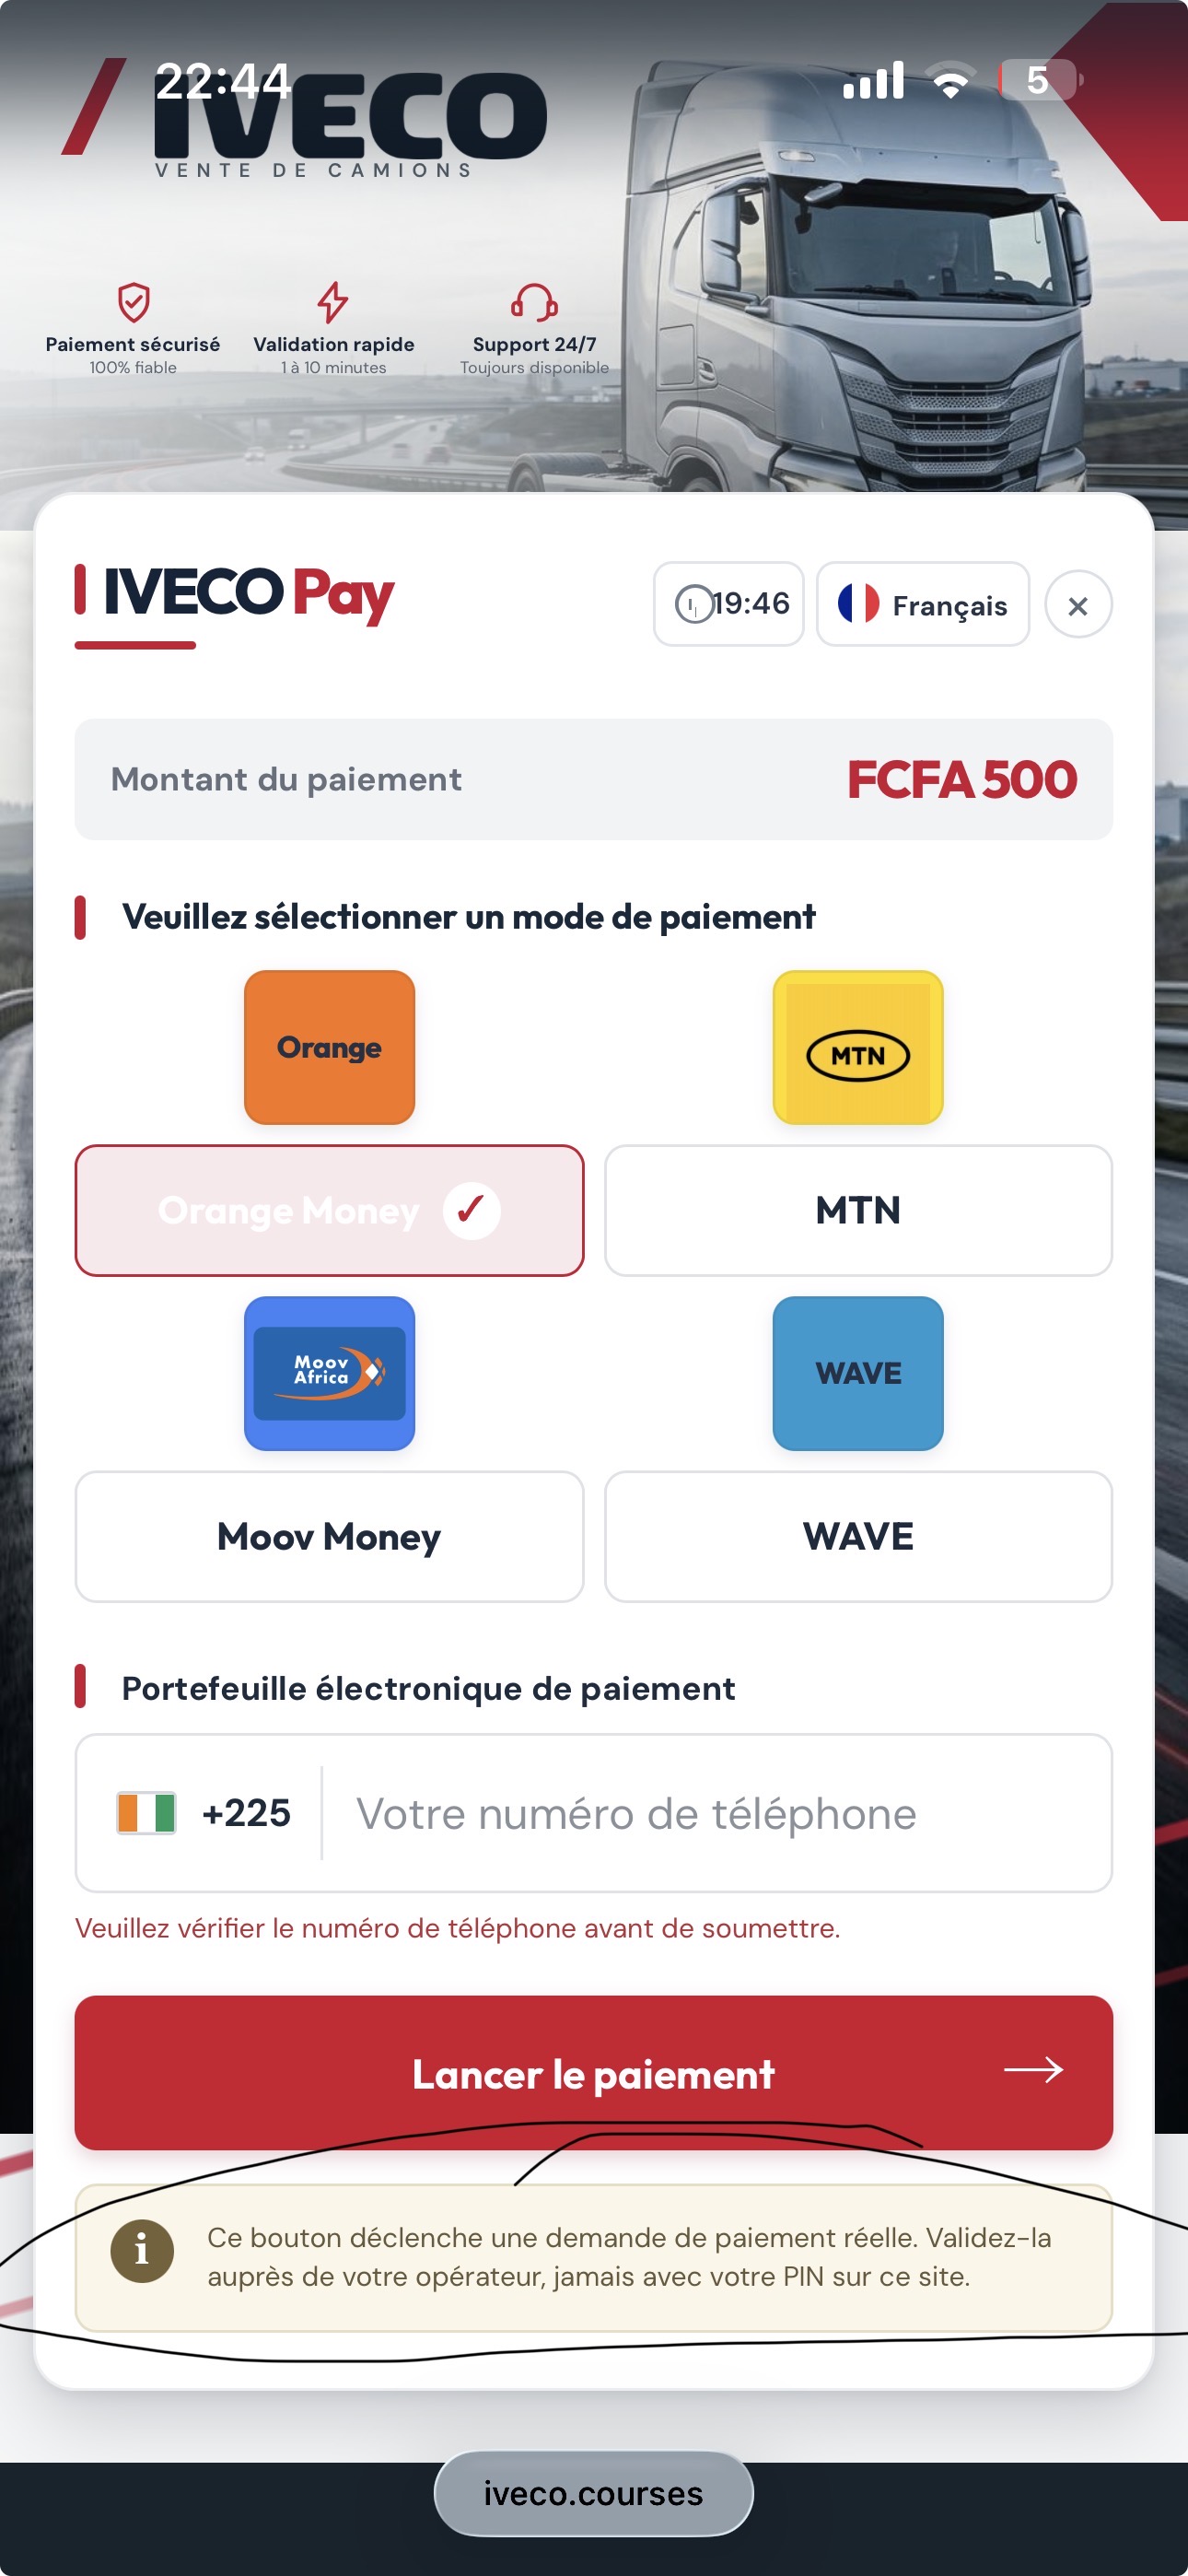 22:44
5
IVECO
VENTE DE CAMIONS
Paiement sécurisé
100% fiable
Validation rapide
1 à 10 minutes
Support 24/7
Toujours disponible
IVECO Pay
19:46
Français
×
Montant du paiement
FCFA 500
Veuillez sélectionner un mode de paiement
Orange
MTN
Orange Money ✓
MTN
Moov
Africa
WAVE
Moov Money
WAVE
Portefeuille électronique de paiement
+225
Votre numéro de téléphone
Veuillez vérifier le numéro de téléphone avant de soumettre.
Lancer le paiement →
i
Ce bouton déclenche une demande de paiement réelle. Validez-la
auprès de votre opérateur, jamais avec votre PIN sur ce site.
iveco.courses